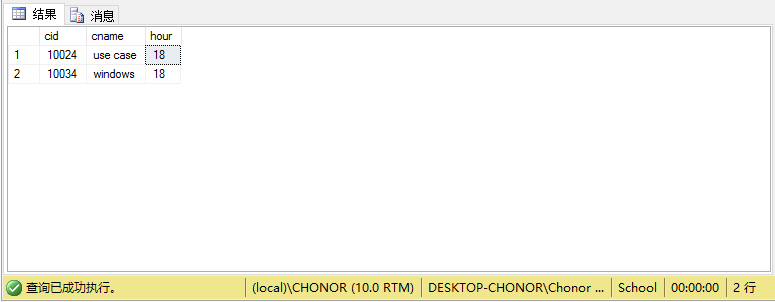 结果 消息
cid cname hour
1 10024 use case 18
2 10034 windows 18
查询已成功执行。 (local)\CHONOR (10.0 RTM) DESKTOP-CHONOR\Chonor ... School 00:00:00 2 行